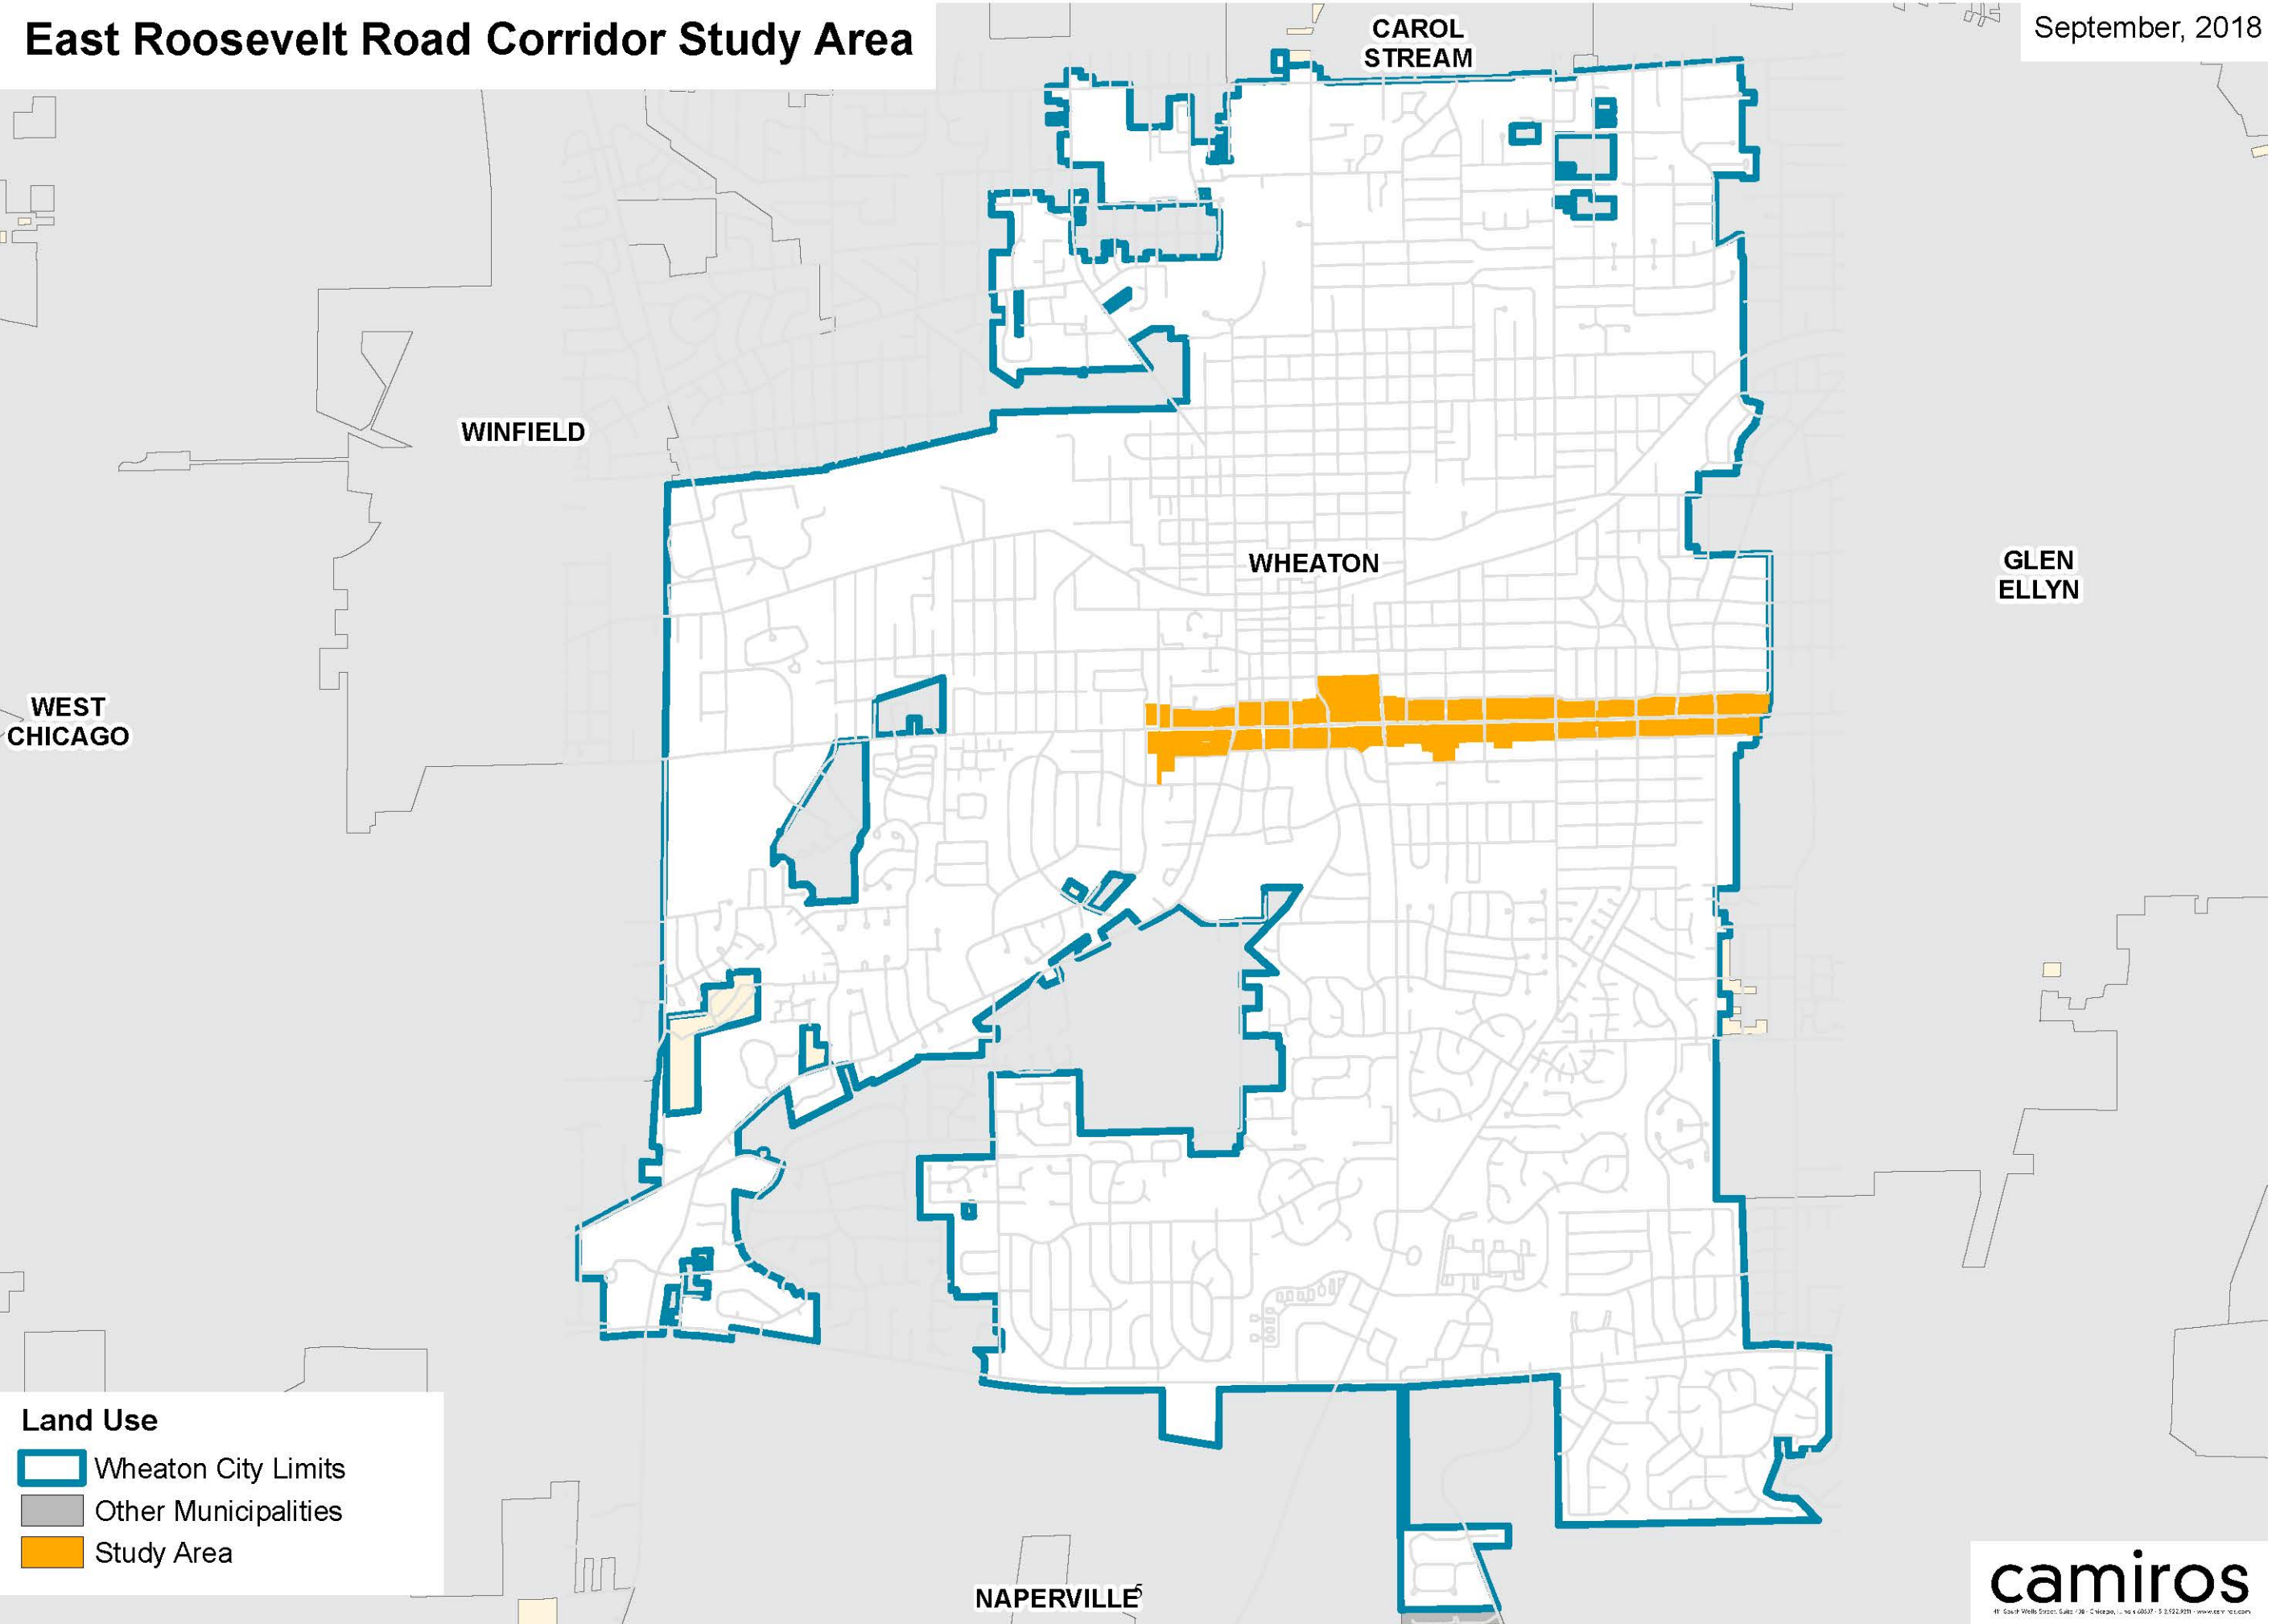 East Roosevelt Road Corridor Study Area
September, 2018
CAROL
STREAM
WINFIELD
WHEATON
GLEN
ELLYN
WEST
CHICAGO
Land Use
Wheaton City Limits
Other Municipalities
Study Area
NAPERVILLE
5
camiros